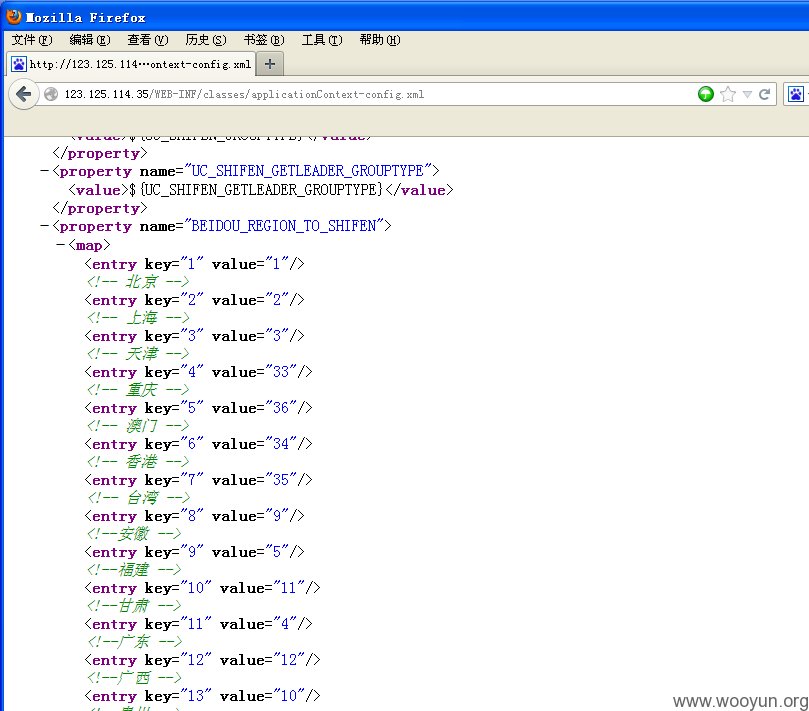 Mozilla Firefox
文件(F) 编辑(E) 查看(V) 历史(S) 书签(B) 工具(T) 帮助(H)
http://123.125.114···ontext-config.xml
123.125.114.35/WEB-INF/classes/applicationContext-config.xml
</property>
−<property name="UC_SHIFEN_GETLEADER_GROUPTYPE">
<value>${UC_SHIFEN_GETLEADER_GROUPTYPE}</value>
</property>
−<property name="BEIDOU_REGION_TO_SHIFEN">
−<map>
<entry key="1" value="1"/>
<!-- 北京 -->
<entry key="2" value="2"/>
<!-- 上海 -->
<entry key="3" value="3"/>
<!-- 天津 -->
<entry key="4" value="33"/>
<!-- 重庆 -->
<entry key="5" value="36"/>
<!-- 澳门 -->
<entry key="6" value="34"/>
<!-- 香港 -->
<entry key="7" value="35"/>
<!-- 台湾 -->
<entry key="8" value="9"/>
<!--安徽 -->
<entry key="9" value="5"/>
<!--福建 -->
<entry key="10" value="11"/>
<!--甘肃 -->
<entry key="11" value="4"/>
<!--广东 -->
<entry key="12" value="12"/>
<!--广西 -->
<entry key="13" value="10"/>
www.wooyun.org